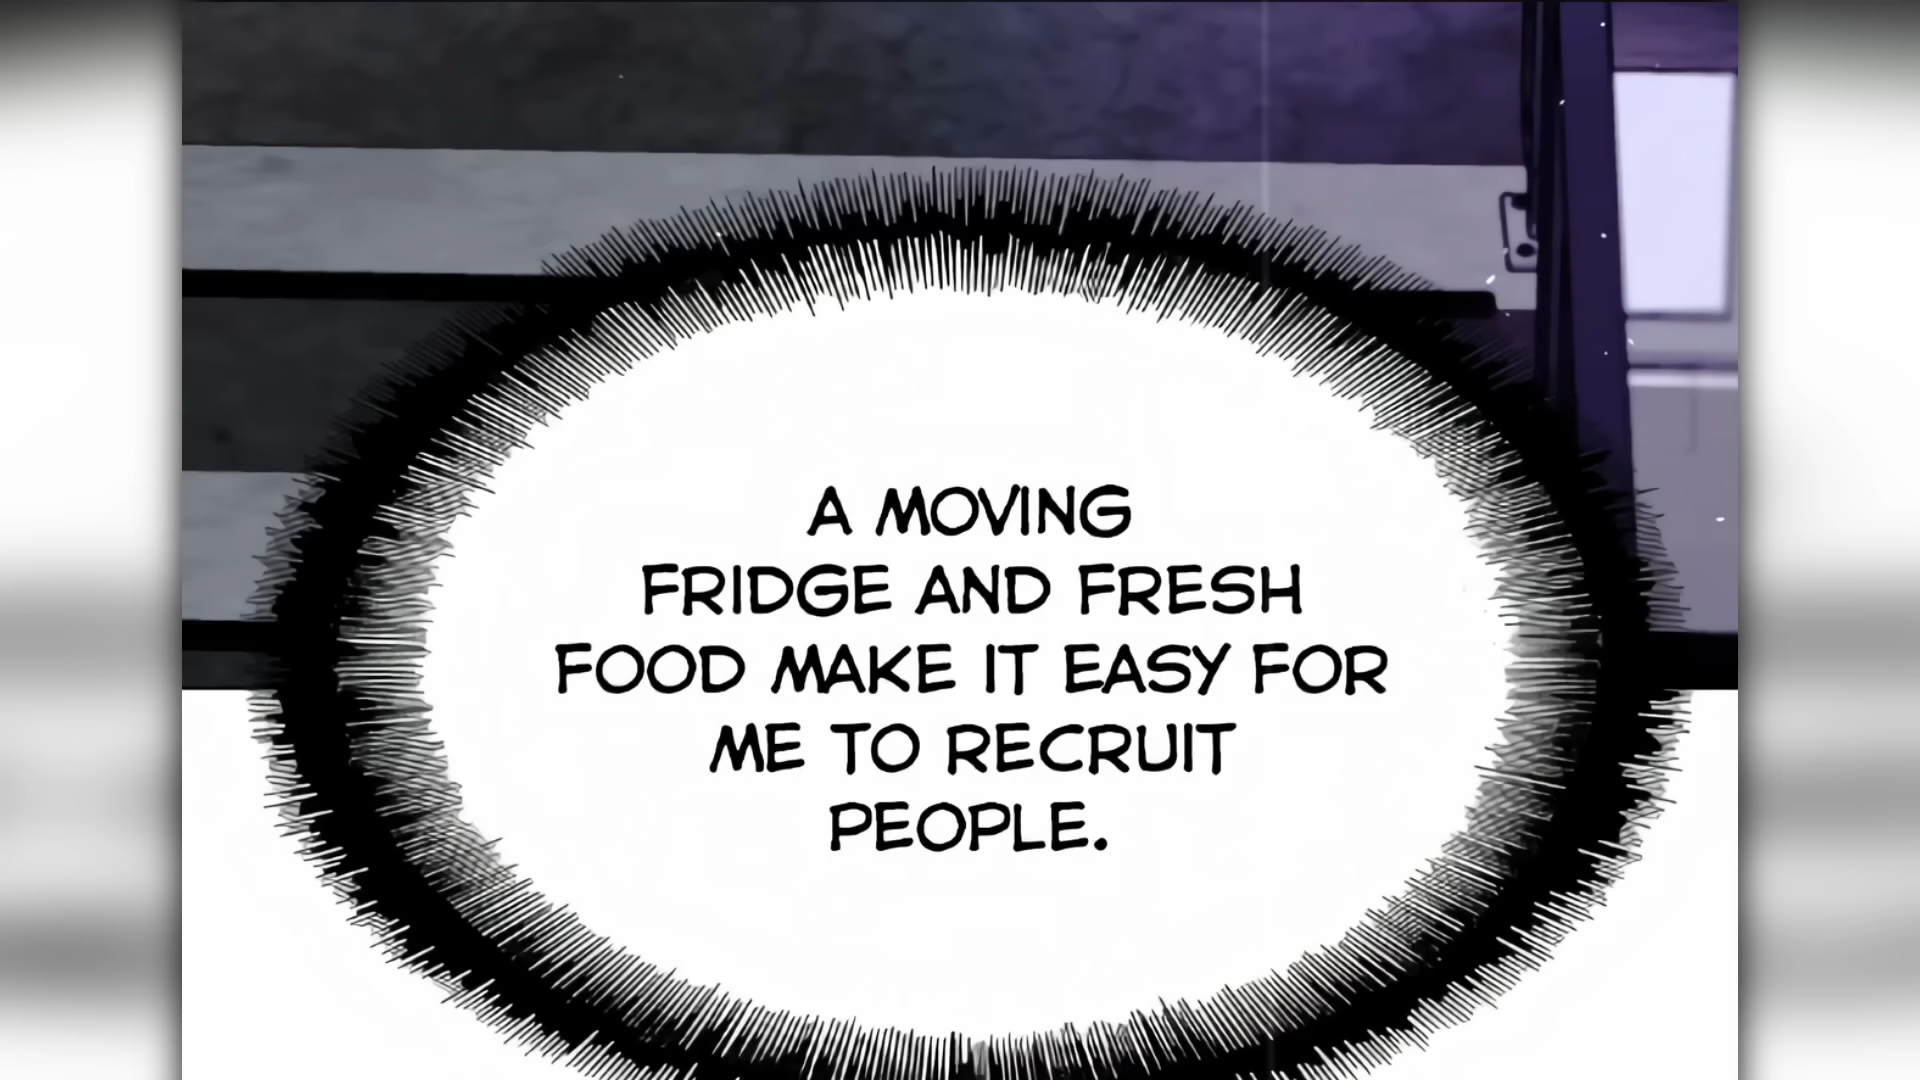 A MOVING
FRIDGE AND FRESH
FOOD MAKE IT EASY FOR
ME TO RECRUIT
PEOPLE.